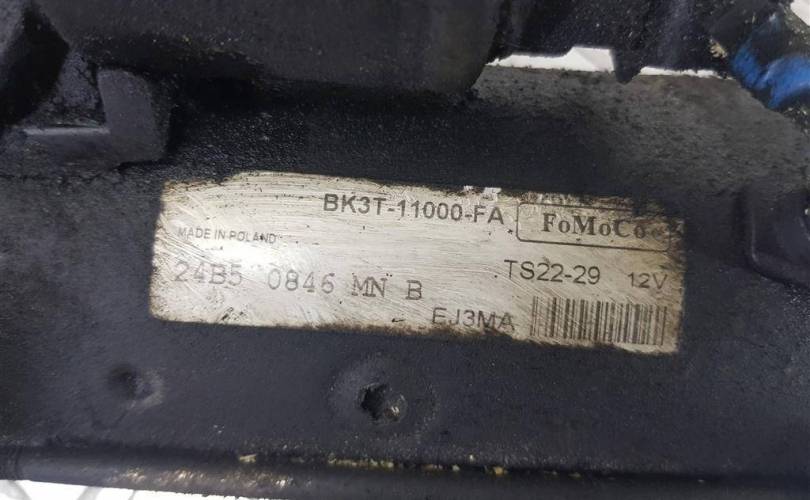 BK3T-11000-FA
FoMoCo
MADE IN POLAND
24B5 0846 MN B
TS22-29 12V
EJ3MA